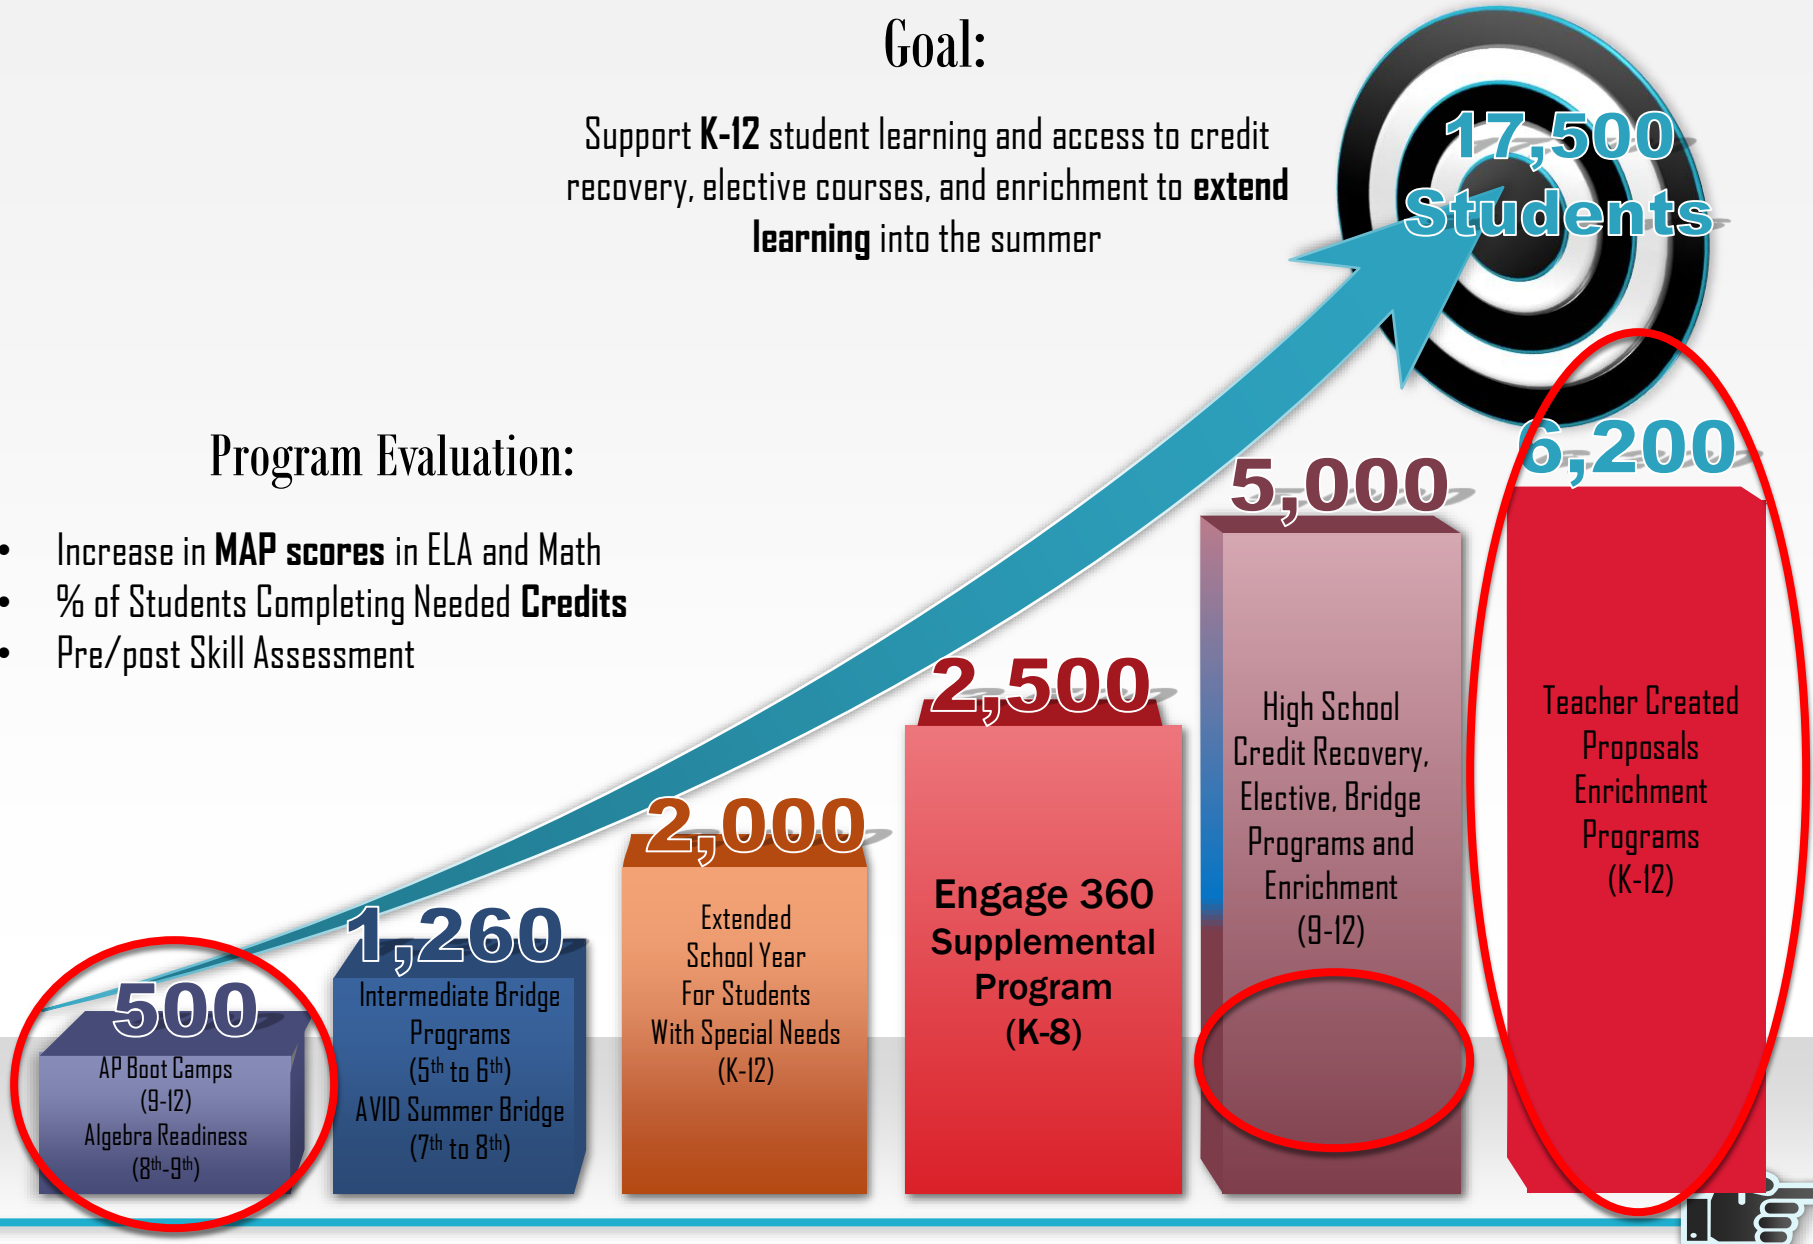 Goal:
Support K-12 student learning and access to credit
recovery, elective courses, and enrichment to extend
learning into the summer
17,500
Students
Program Evaluation:
• Increase in MAP scores in ELA and Math
• % of Students Completing Needed Credits
• Pre/post Skill Assessment
500
AP Boot Camps
(9-12)
Algebra Readiness
(8th-9th)
1,260
Intermediate Bridge
Programs
(5th to 6th)
AVID Summer Bridge
(7th to 8th)
2,000
Extended
School Year
For Students
With Special Needs
(K-12)
2,500
Engage 360
Supplemental
Program
(K-8)
5,000
High School
Credit Recovery,
Elective, Bridge
Programs and
Enrichment
(9-12)
6,200
Teacher Created
Proposals
Enrichment
Programs
(K-12)